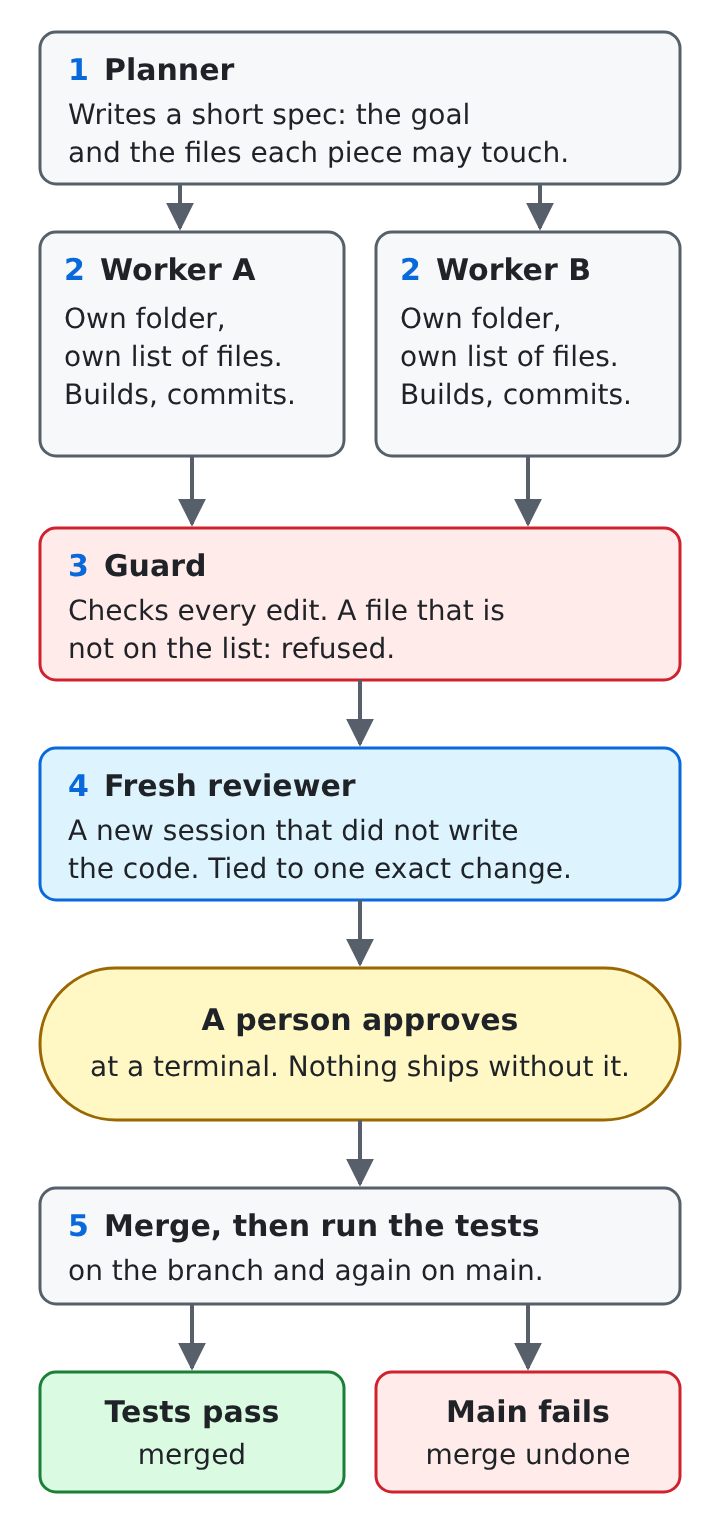 1 Planner
Writes a short spec: the goal
and the files each piece may touch.
2 Worker A
Own folder,
own list of files.
Builds, commits.
2 Worker B
Own folder,
own list of files.
Builds, commits.
3 Guard
Checks every edit. A file that is
not on the list: refused.
4 Fresh reviewer
A new session that did not write
the code. Tied to one exact change.
A person approves
at a terminal. Nothing ships without it.
5 Merge, then run the tests
on the branch and again on main.
Tests pass
merged
Main fails
merge undone